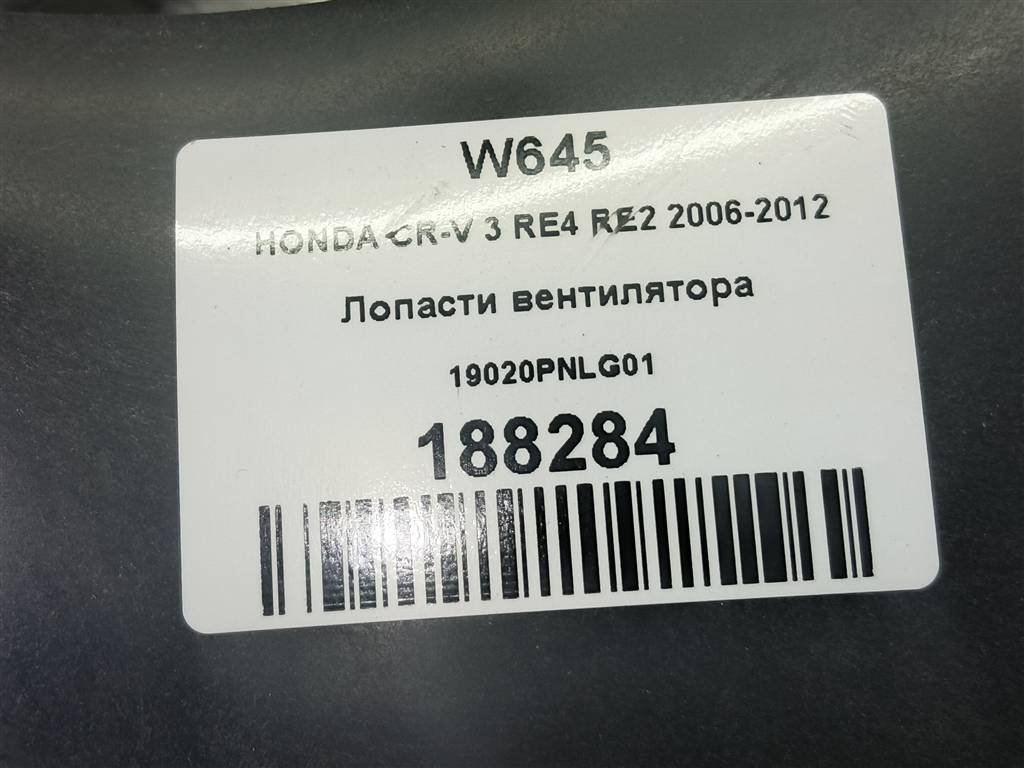 W645
HONDA CR-V 3 RE4 RE2 2006-2012
Лопасти вентилятора
19020PNLG01
188284